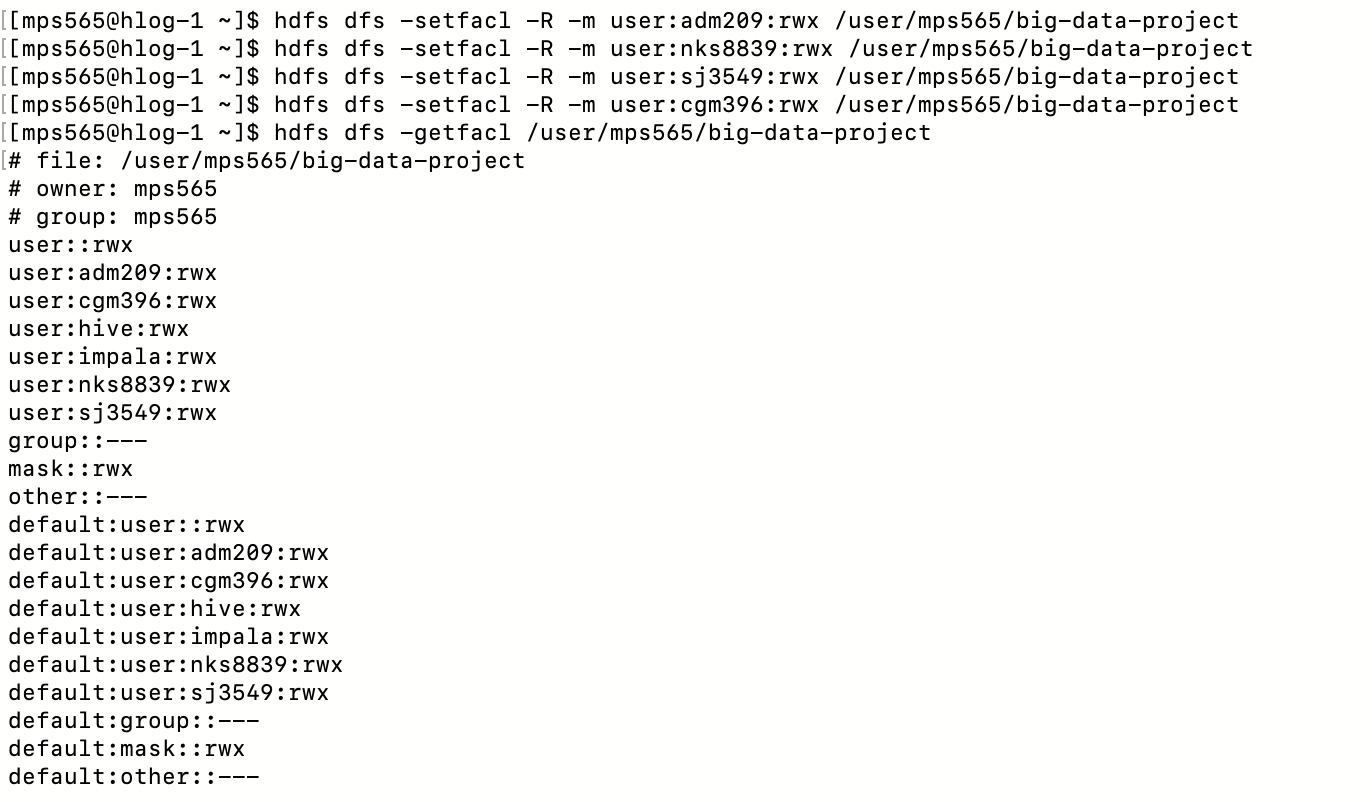 [[mps565@hlog-1 ~]$ hdfs dfs -setfacl -R -m user:adm209:rwx /user/mps565/big-data-project
[[mps565@hlog-1 ~]$ hdfs dfs -setfacl -R -m user:nks8839:rwx /user/mps565/big-data-project
[[mps565@hlog-1 ~]$ hdfs dfs -setfacl -R -m user:sj3549:rwx /user/mps565/big-data-project
[[mps565@hlog-1 ~]$ hdfs dfs -setfacl -R -m user:cgm396:rwx /user/mps565/big-data-project
[[mps565@hlog-1 ~]$ hdfs dfs -getfacl /user/mps565/big-data-project
[# file: /user/mps565/big-data-project
# owner: mps565
# group: mps565
user::rwx
user:adm209:rwx
user:cgm396:rwx
user:hive:rwx
user:impala:rwx
user:nks8839:rwx
user:sj3549:rwx
group::---
mask::rwx
other::---
default:user::rwx
default:user:adm209:rwx
default:user:cgm396:rwx
default:user:hive:rwx
default:user:impala:rwx
default:user:nks8839:rwx
default:user:sj3549:rwx
default:group::---
default:mask::rwx
default:other::---